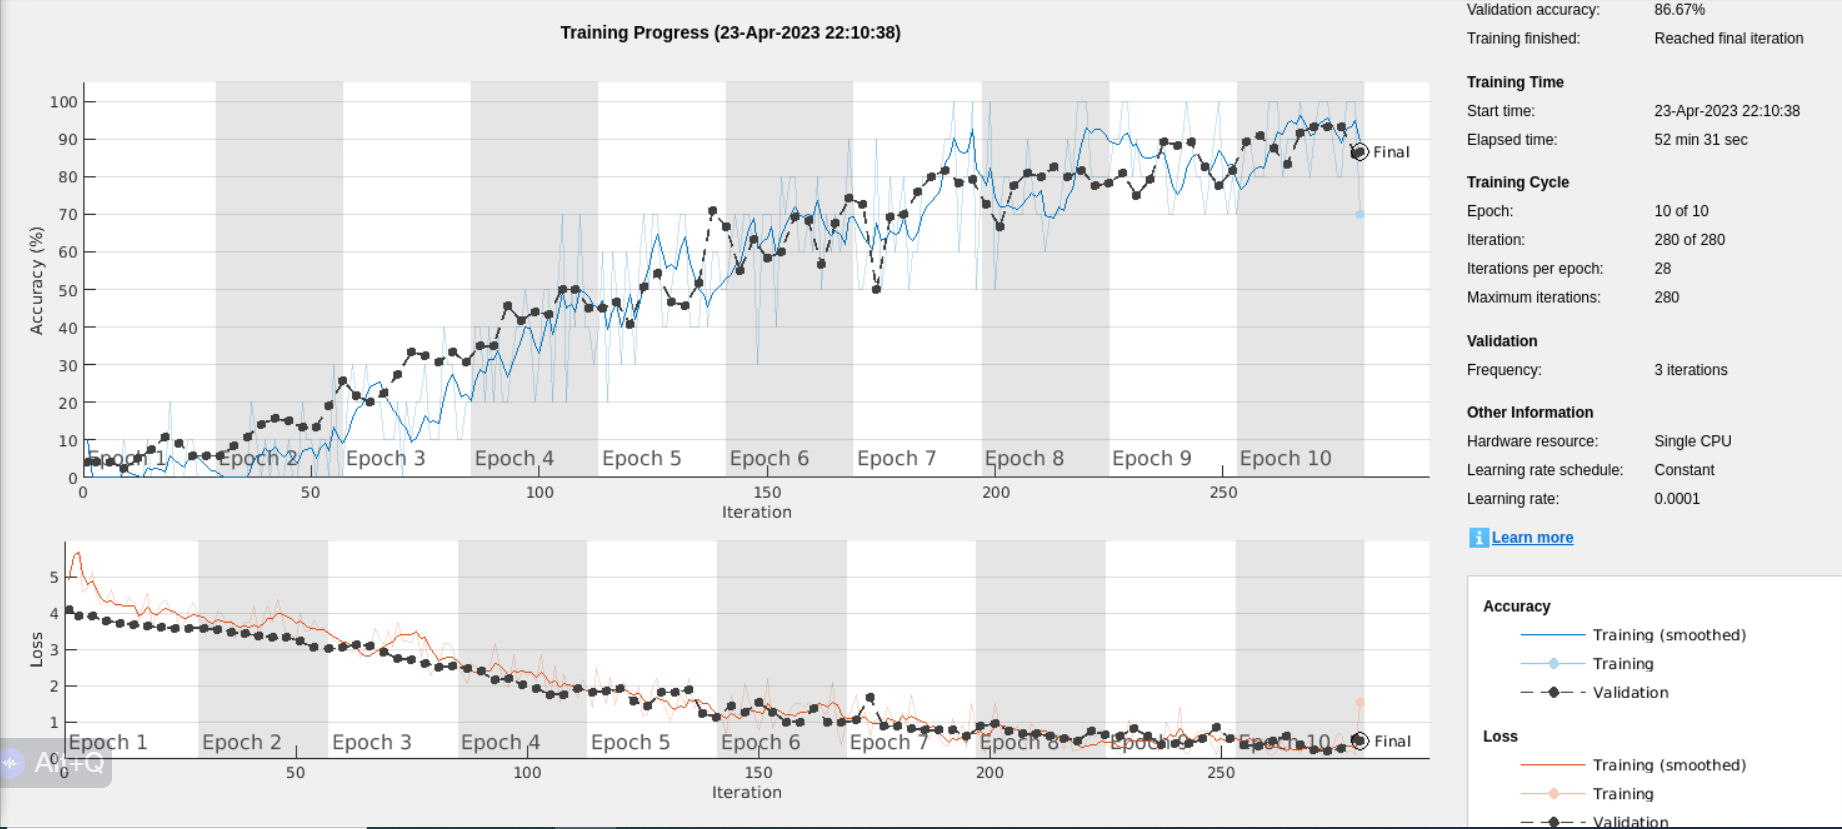 Training Progress (23-Apr-2023 22:10:38)
100
90
80
70
60
50
40
30
20
10
0
Accuracy (%)
Final
Epoch 1
Epoch 2
Epoch 3
Epoch 4
Epoch 5
Epoch 6
Epoch 7
Epoch 8
Epoch 9
Epoch 10
0 50 100 150 200 250
Iteration
5
4
3
2
1
0
Loss
Final
Epoch 1
Epoch 2
Epoch 3
Epoch 4
Epoch 5
Epoch 6
Epoch 7
Epoch 8
Epoch 9
Epoch 10
0 50 100 150 200 250
Iteration
Alt+Q
Validation accuracy: 86.67%
Training finished: Reached final iteration
Training Time
Start time: 23-Apr-2023 22:10:38
Elapsed time: 52 min 31 sec
Training Cycle
Epoch: 10 of 10
Iteration: 280 of 280
Iterations per epoch: 28
Maximum iterations: 280
Validation
Frequency: 3 iterations
Other Information
Hardware resource: Single CPU
Learning rate schedule: Constant
Learning rate: 0.0001
i Learn more
Accuracy
Training (smoothed)
Training
Validation
Loss
Training (smoothed)
Training
Validation